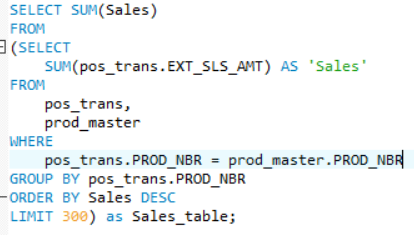 SELECT SUM(Sales)
FROM
(SELECT
SUM(pos_trans.EXT_SLS_AMT) AS 'Sales'
FROM
pos_trans,
prod_master
WHERE
pos_trans.PROD_NBR = prod_master.PROD_NBR
GROUP BY pos_trans.PROD_NBR
ORDER BY Sales DESC
LIMIT 300) as Sales_table;